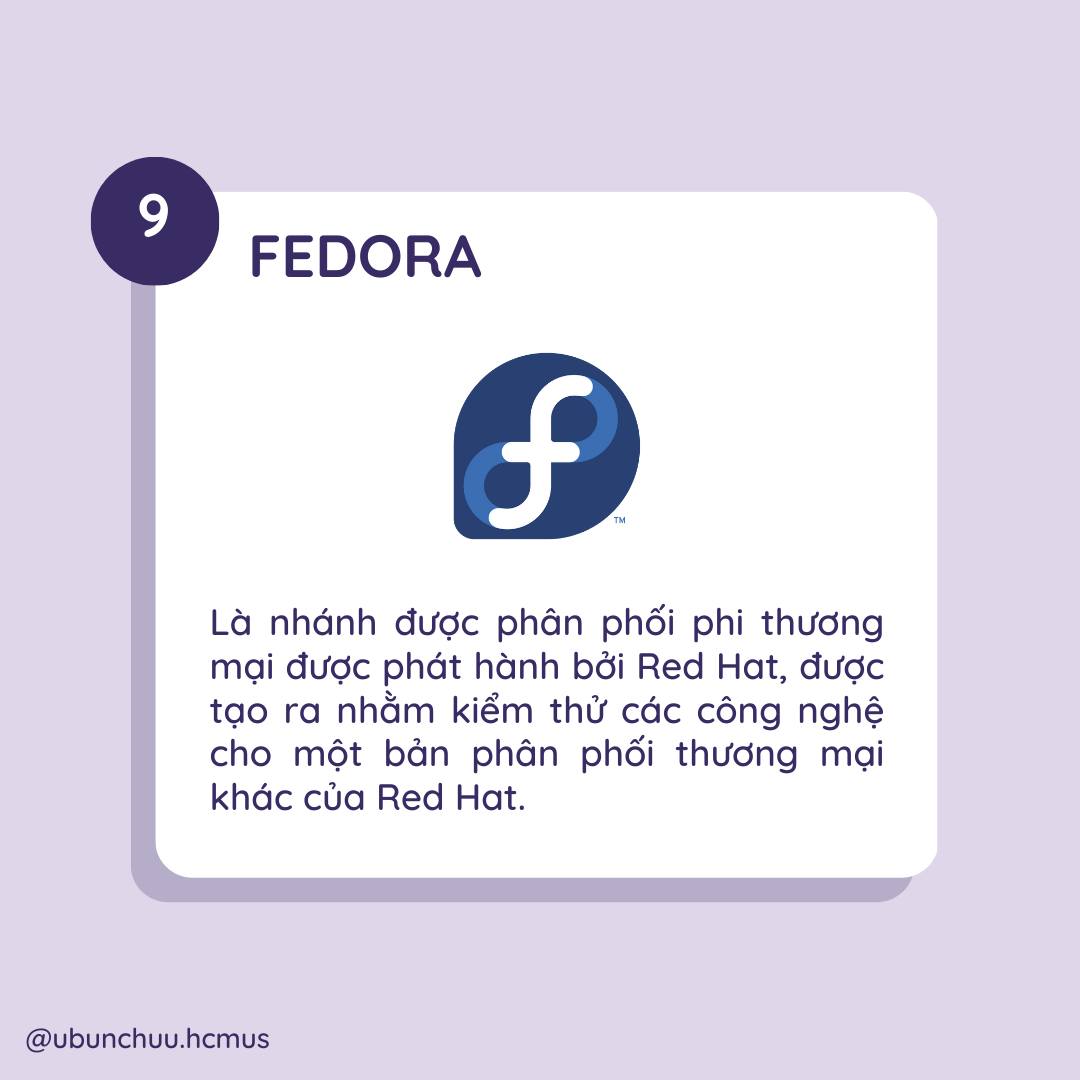 9
FEDORA
TM
Là nhánh được phân phối phi thương
mại được phát hành bởi Red Hat, được
tạo ra nhằm kiểm thử các công nghệ
cho một bản phân phối thương mại
khác của Red Hat.
@ubunchuu.hcmus